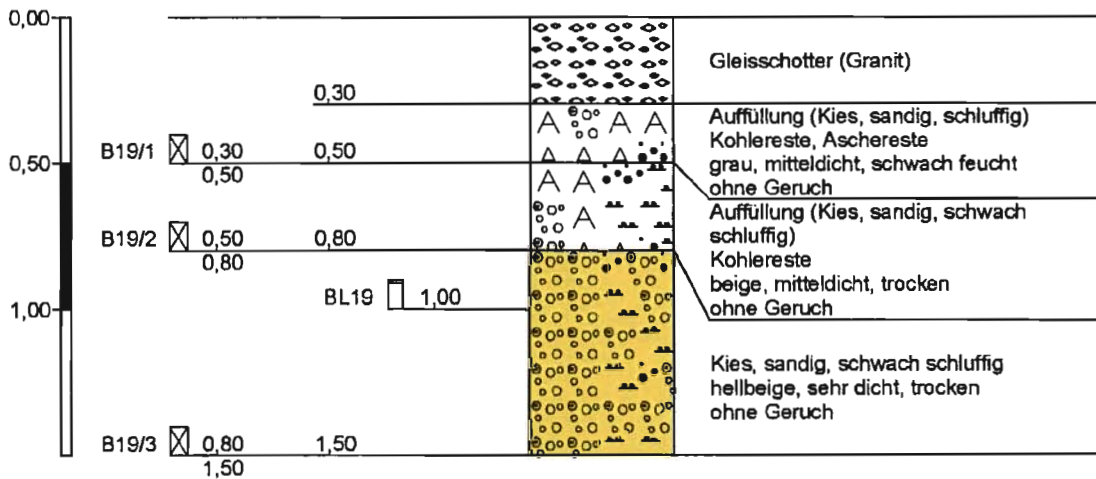 0,00
Gleisschotter (Granit)
0,30
Auffüllung (Kies, sandig, schluffig)
Kohlereste, Aschereste
grau, mitteldicht, schwach feucht
ohne Geruch
B19/1 0,30 0,50
0,50
0,50
Auffüllung (Kies, sandig, schwach
schluffig)
Kohlereste
beige, mitteldicht, trocken
ohne Geruch
B19/2 0,50 0,80
0,80
BL19 1,00
1,00
Kies, sandig, schwach schluffig
hellbeige, sehr dicht, trocken
ohne Geruch
B19/3 0,80 1,50
1,50